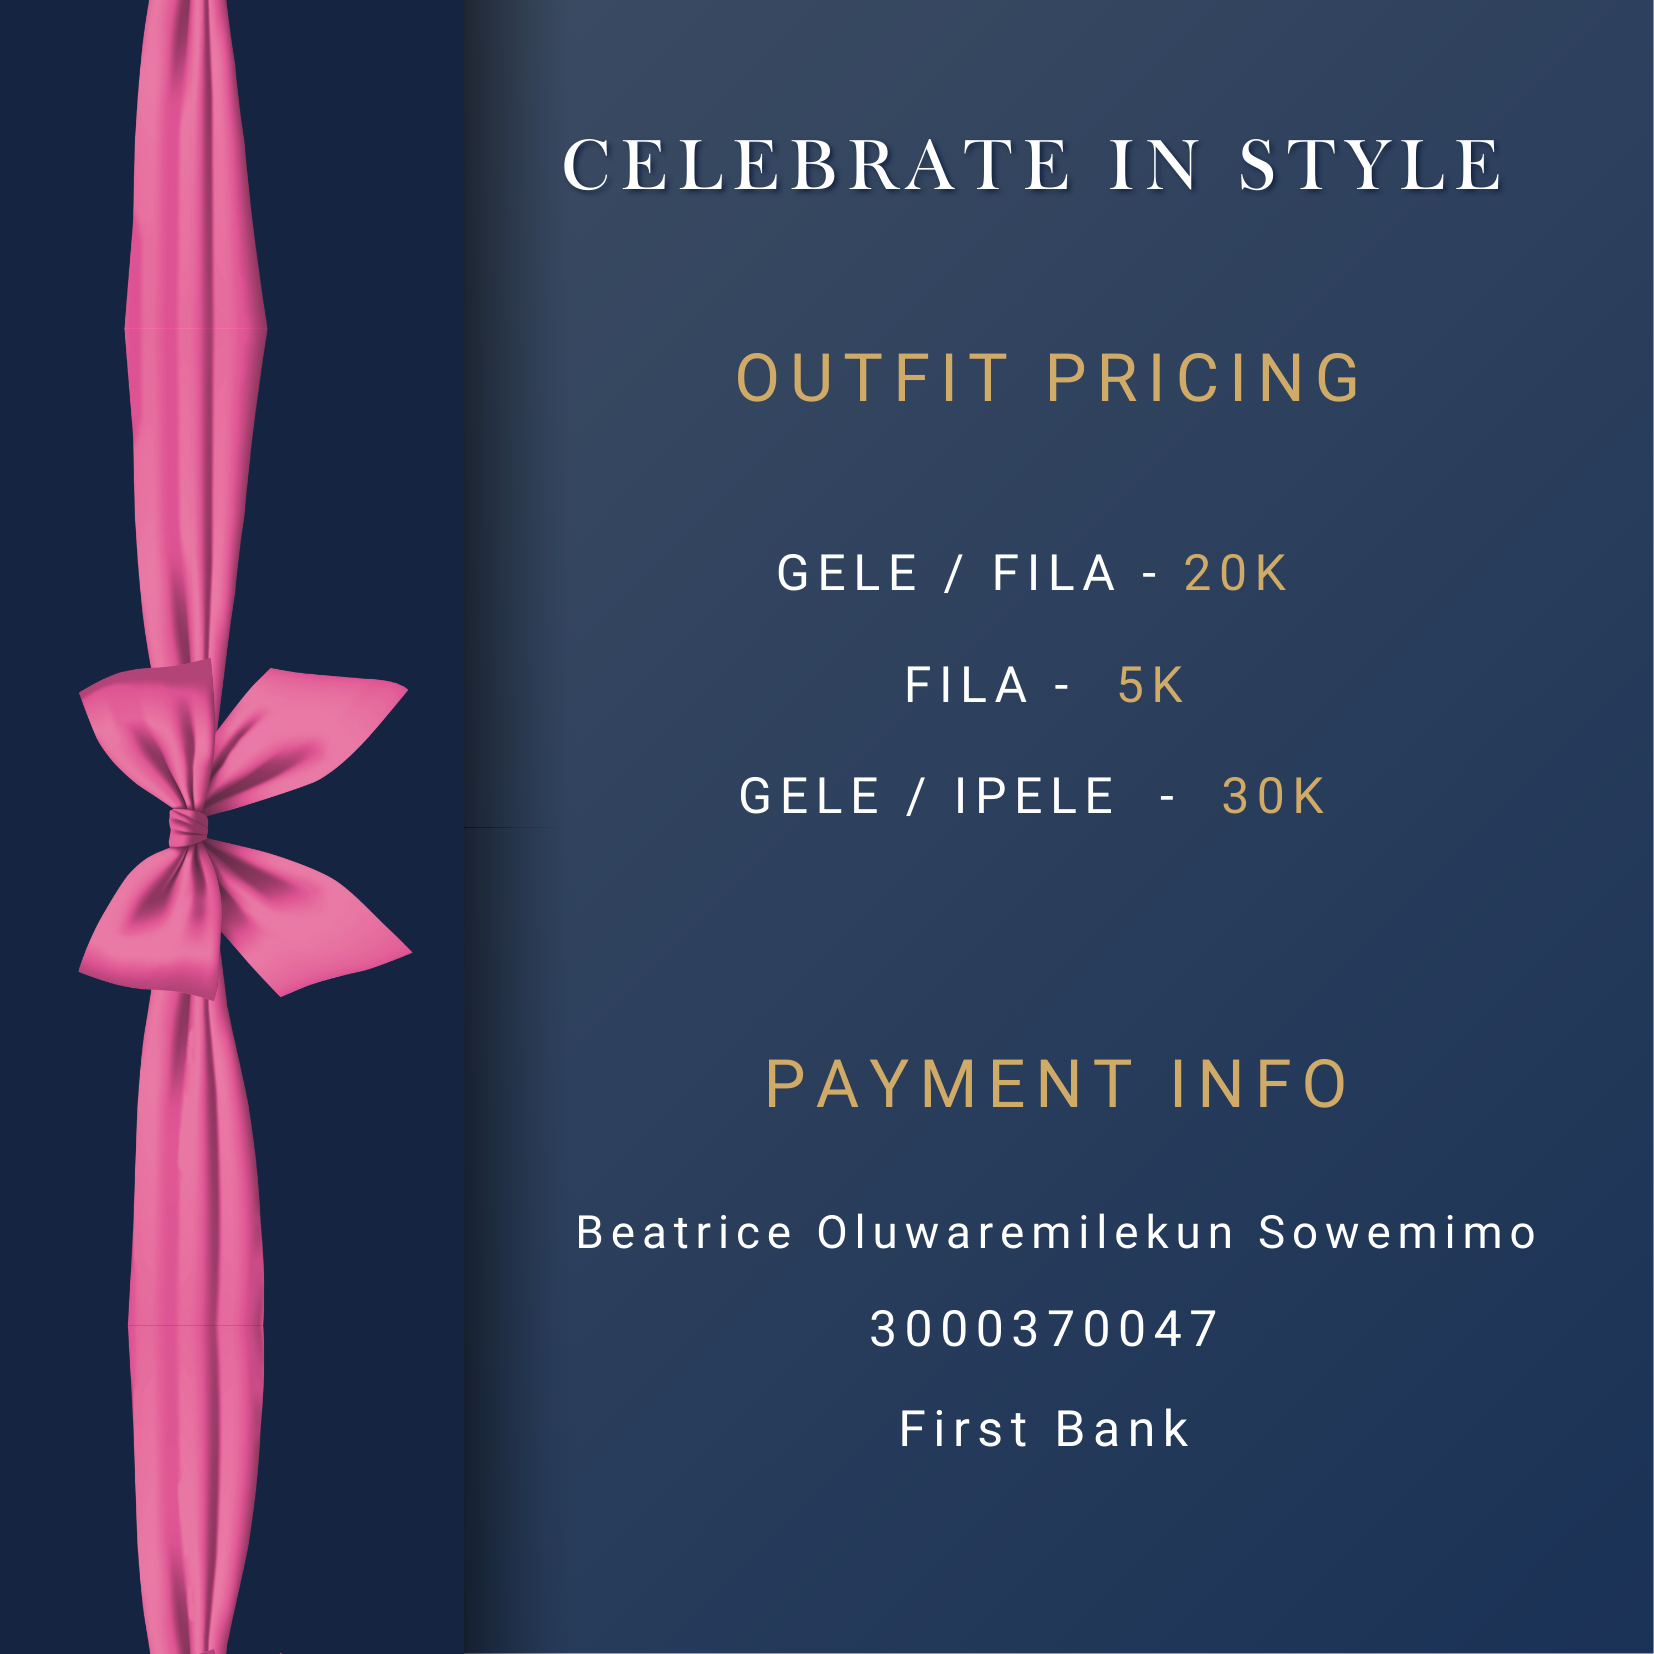 CELEBRATE IN STYLE
OUTFIT PRICING
GELE / FILA - 20K
FILA - 5K
GELE / IPELE - 30K
PAYMENT INFO
Beatrice Oluwaremilekun Sowemimo
3000370047
First Bank